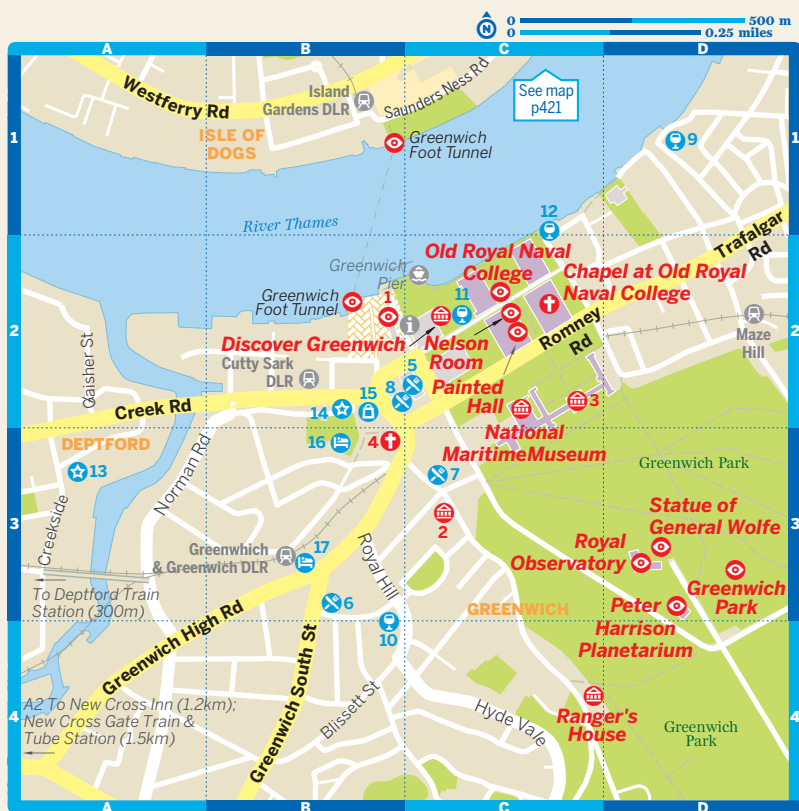 N
0
500 m
0
0.25 miles
A
B
C
D
1
2
3
4
1
2
3
4
A
B
C
D
Westferry Rd
Island
Gardens DLR
Saunders Ness Rd
See map
p421
ISLE OF
DOGS
Greenwich
Foot Tunnel
9
River Thames
12
Trafalgar
Rd
Old Royal Naval
College
Greenwich
Pier
Chapel at Old Royal
Naval College
Greenwich
Foot Tunnel
1
i
11
Discover Greenwich
Nelson
Room
Romney
Rd
Maze
Hill
Gaisher St
Cutty Sark
DLR
5
8
15
14
Painted
Hall
3
Creek Rd
DEPTFORD
16
4
National
MaritimeMuseum
13
Norman Rd
7
Greenwich Park
Creekside
2
Statue of
General Wolfe
Royal
Observatory
Greenwhich
& Greenwich DLR
17
Royal Hill
Greenwich
Park
To Deptford Train
Station (300m)
6
GREENWICH
Peter
Harrison
Planetarium
10
Greenwich High Rd
Greenwich South St
A2 To New Cross Inn (1.2km);
New Cross Gate Train &
Tube Station (1.5km)
Blissett St
Hyde Vale
Ranger's
House
Greenwich
Park